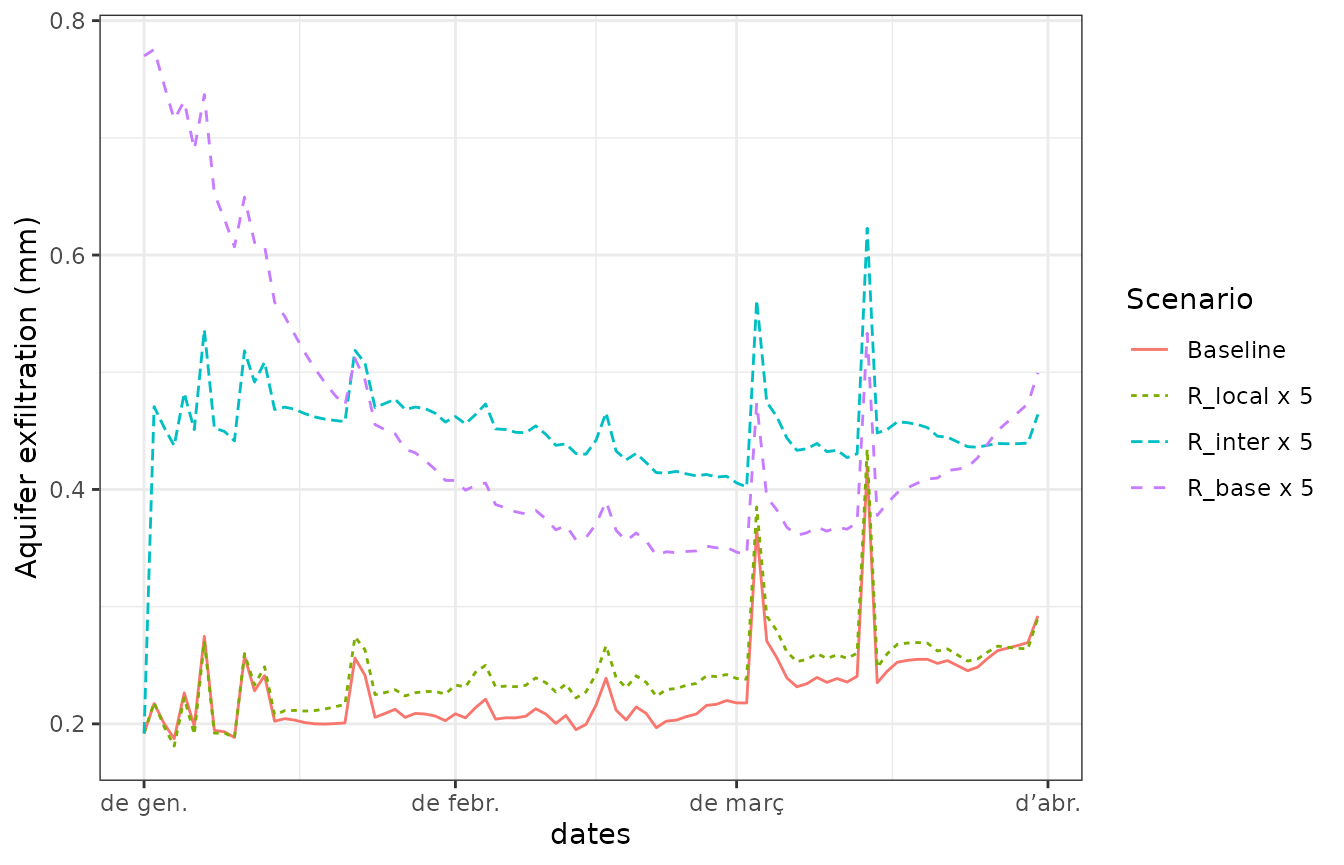 0.8
0.6
0.4
0.2
Aquifer exfiltration (mm)
de gen.
de febr.
de març
d’abr.
dates
Scenario
Baseline
R_local x 5
R_inter x 5
R_base x 5